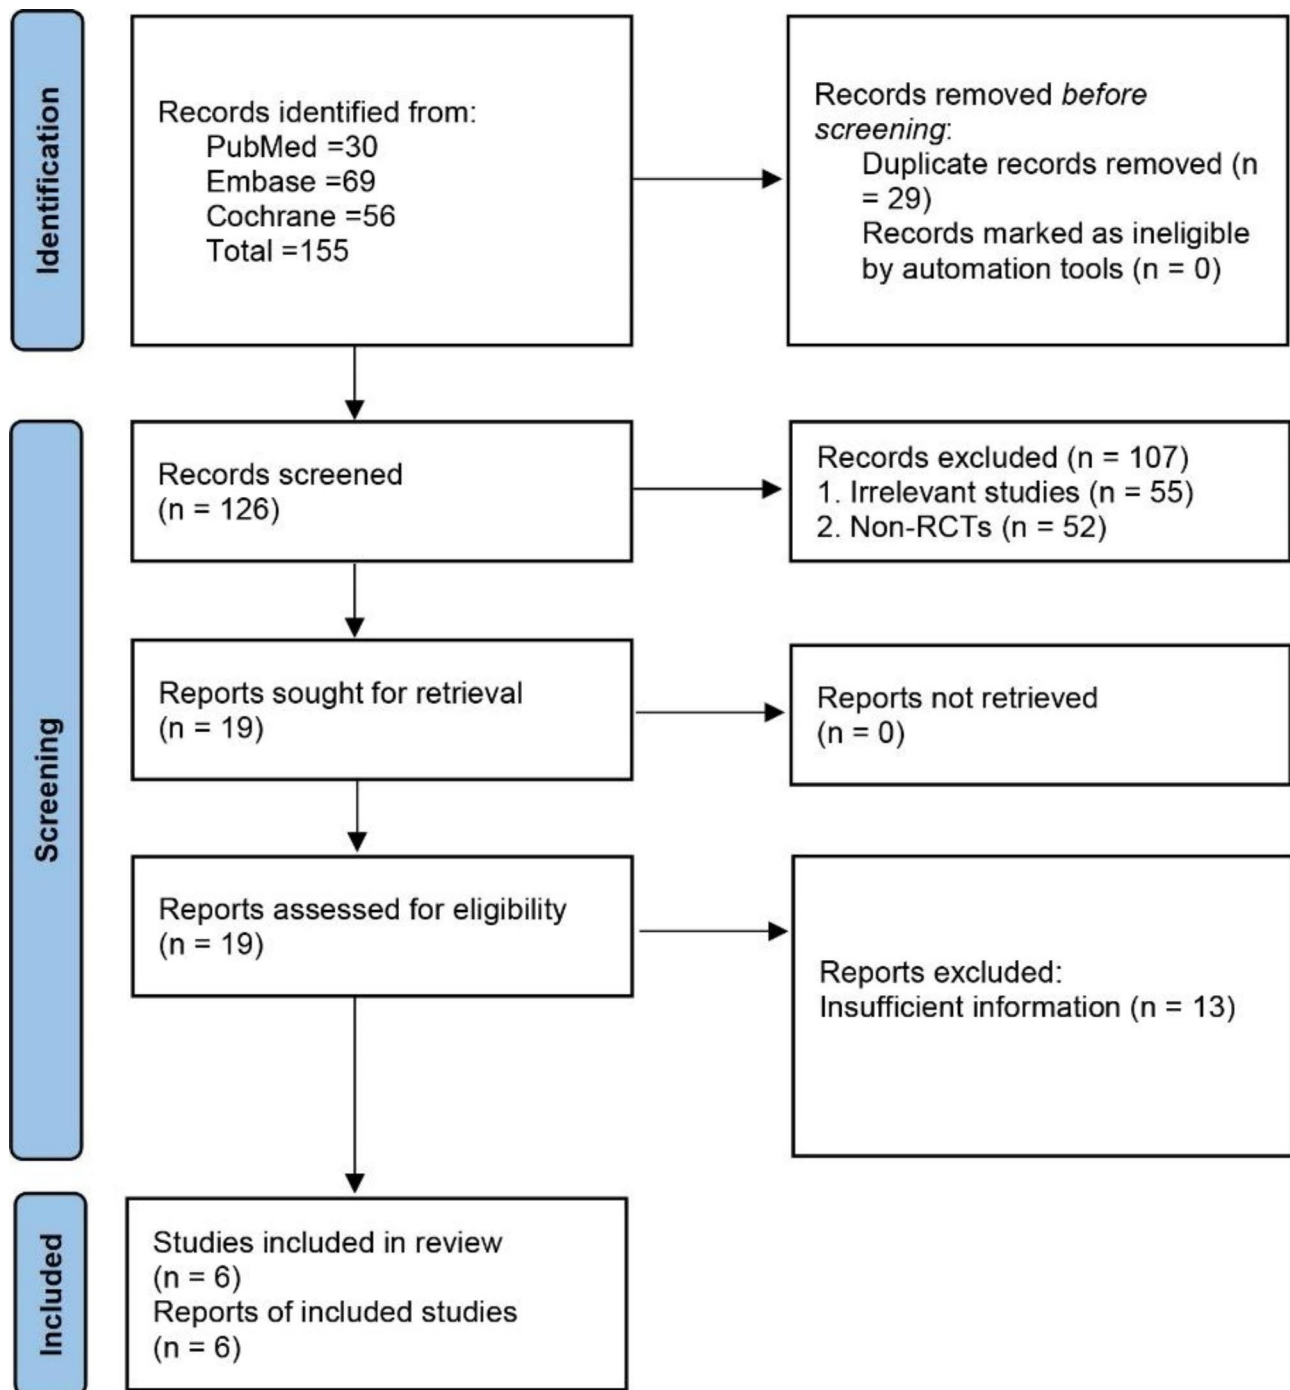 Identification
Records identified from:
PubMed =30
Embase =69
Cochrane =56
Total =155
Records removed before
screening:
Duplicate records removed (n
= 29)
Records marked as ineligible
by automation tools (n = 0)
Screening
Records screened
(n = 126)
Records excluded (n = 107)
1. Irrelevant studies (n = 55)
2. Non-RCTs (n = 52)
Reports sought for retrieval
(n = 19)
Reports not retrieved
(n = 0)
Reports assessed for eligibility
(n = 19)
Reports excluded:
Insufficient information (n = 13)
Included
Studies included in review
(n = 6)
Reports of included studies
(n = 6)